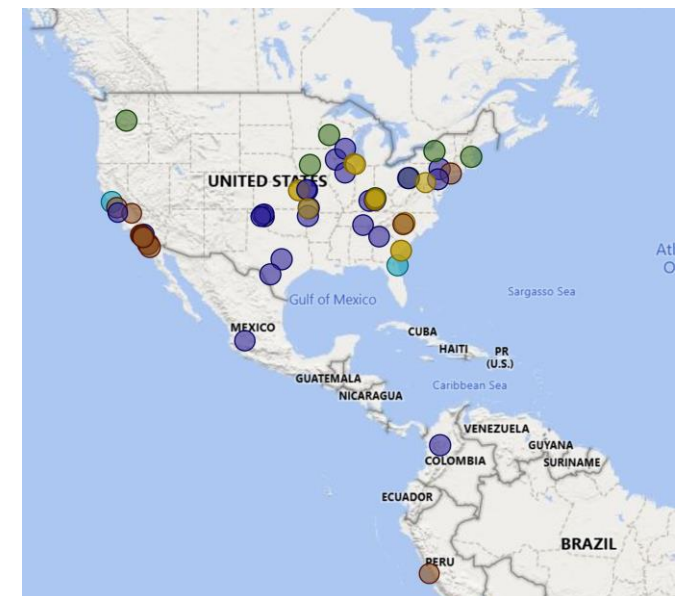 UNITED STATES
Atl
O
Sargasso Sea
Gulf of Mexico
MEXICO
CUBA
HAITI
PR
(U.S.)
GUATEMALA
Caribbean Sea
NICARAGUA
VENEZUELA
GUYANA
COLOMBIA
SURINAME
ECUADOR
BRAZIL
PERU